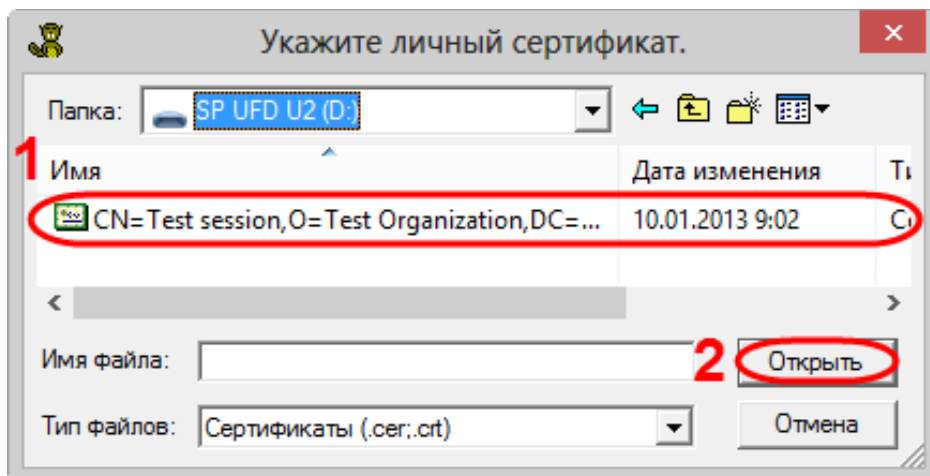 Укажите личный сертификат.
Папка: SP UFD U2 (D:)
1
Имя Дата изменения
CN=Test session,O=Test Organization,DC=... 10.01.2013 9:02
Имя файла: 2 Открыть
Тип файлов: Сертификаты (.cer;.crt) Отмена